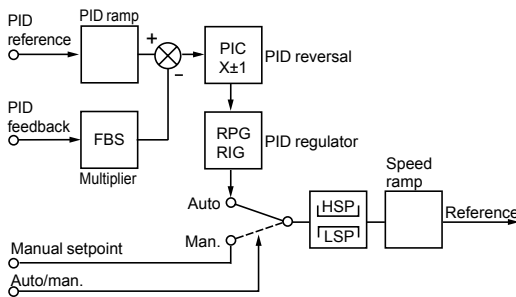 PID ramp
PID
reference
+
−
PIC
X±1
PID reversal
PID
feedback
FBS
Multiplier
RPG
RIG
PID regulator
Auto
Man.
HSP
LSP
Speed
ramp
Reference
Manual setpoint
Auto/man.